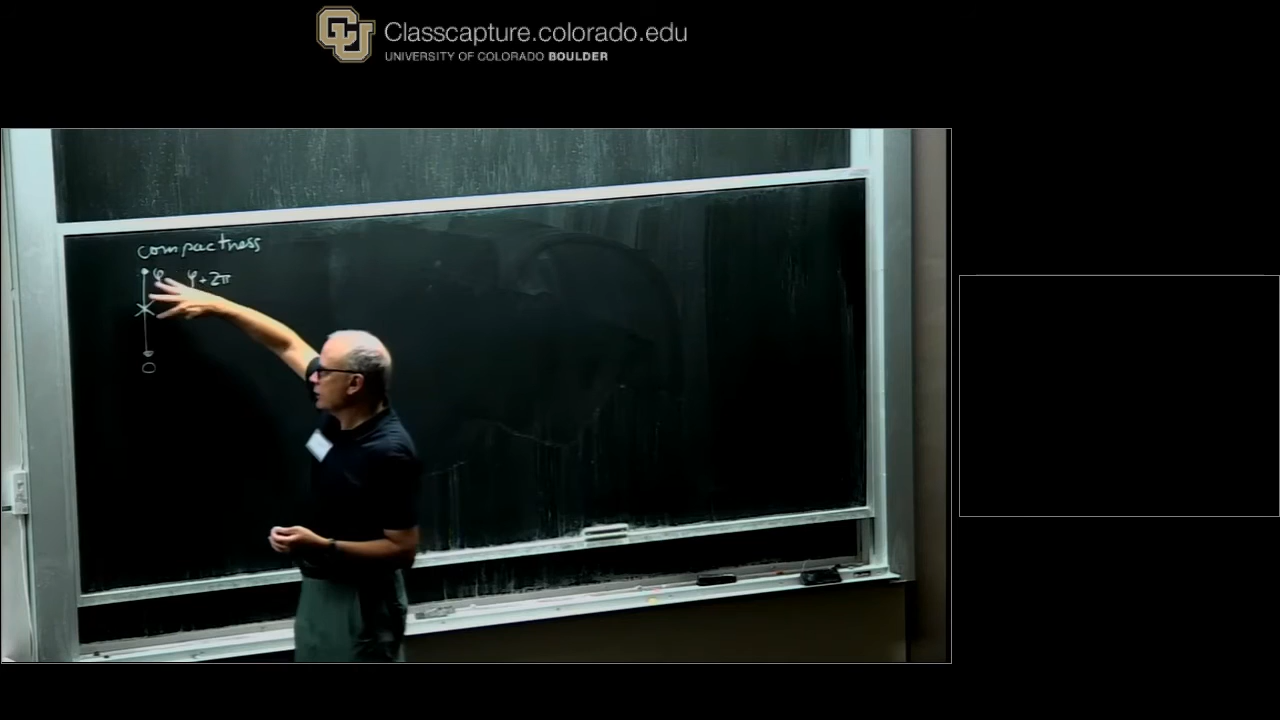 Classcapture.colorado.edu
UNIVERSITY OF COLORADO BOULDER
compactness
φ φ + 2π
0